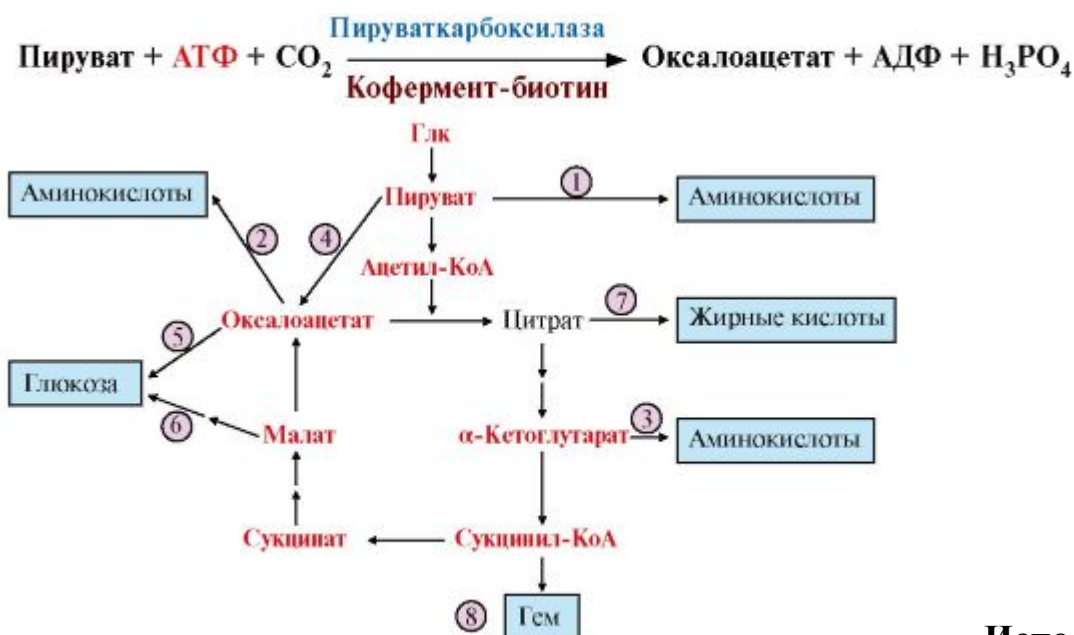 Пируваткарбоксилаза
Пируват + АТФ + CO₂ Оксалоацетат + АДФ + H₃PO₄
Кофермент-биотин
Глк
Аминокислоты
Пируват
1
Аминокислоты
2
4
Ацетил-КоА
Оксалоацетат
Цитрат
7
Жирные кислоты
5
Глюкоза
6
Малат
α-Кетоглутарат
3
Аминокислоты
Сукцинат
Сукцинил-КоА
8
Гем